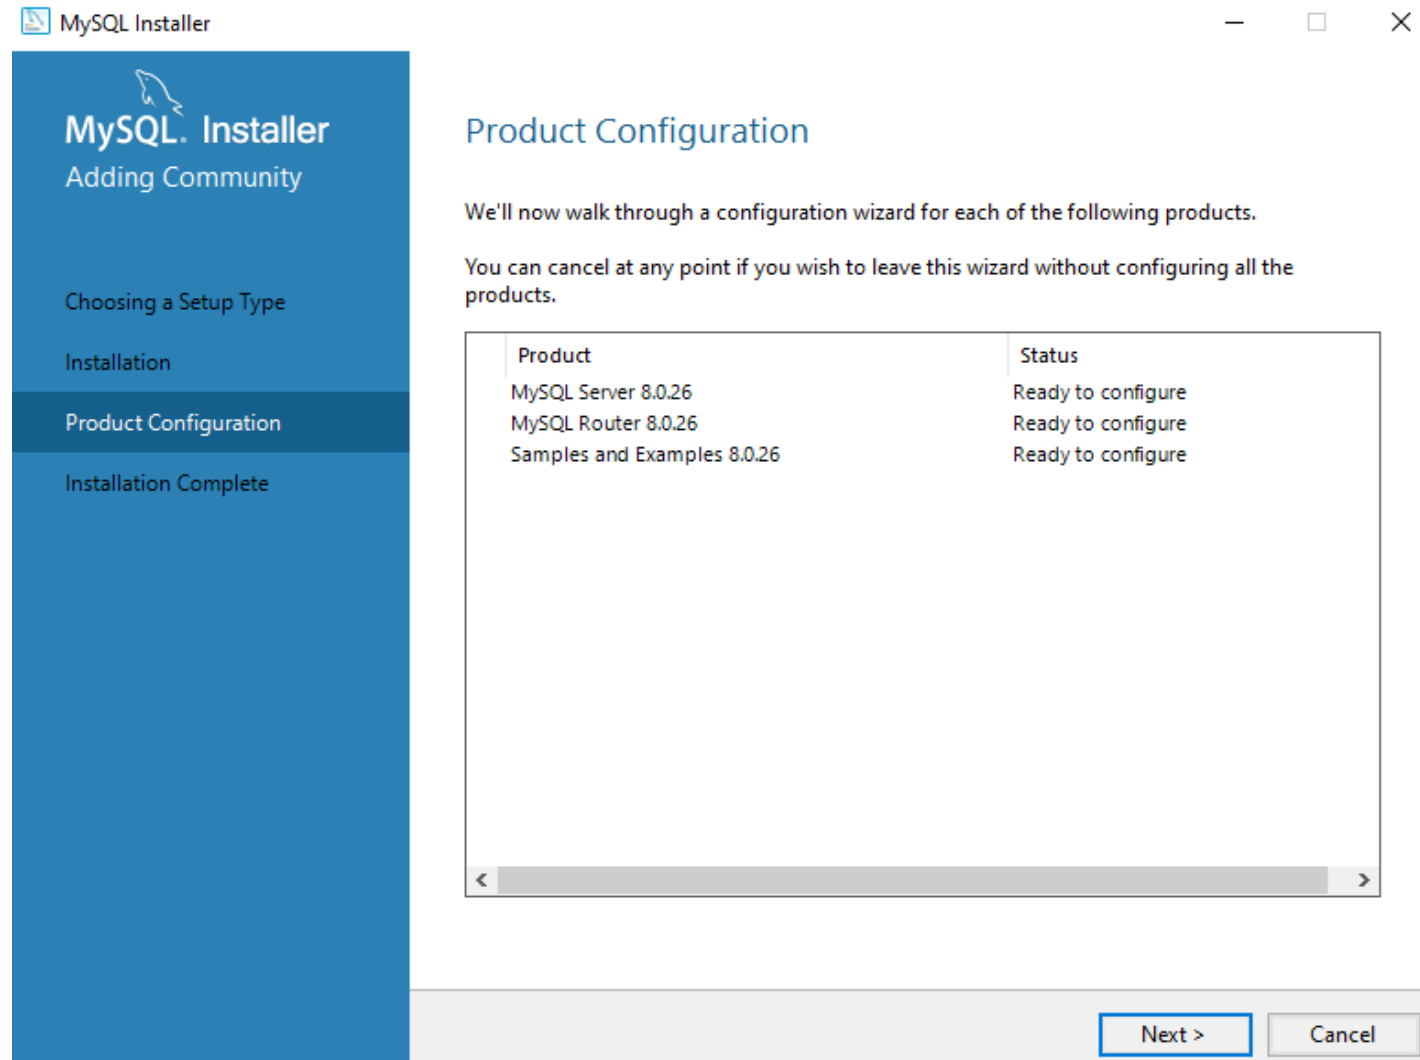 MySQL Installer
MySQL. Installer
Adding Community
Choosing a Setup Type
Installation
Product Configuration
Installation Complete
Product Configuration
We'll now walk through a configuration wizard for each of the following products.
You can cancel at any point if you wish to leave this wizard without configuring all the
products.
Product Status
MySQL Server 8.0.26 Ready to configure
MySQL Router 8.0.26 Ready to configure
Samples and Examples 8.0.26 Ready to configure
Next > Cancel